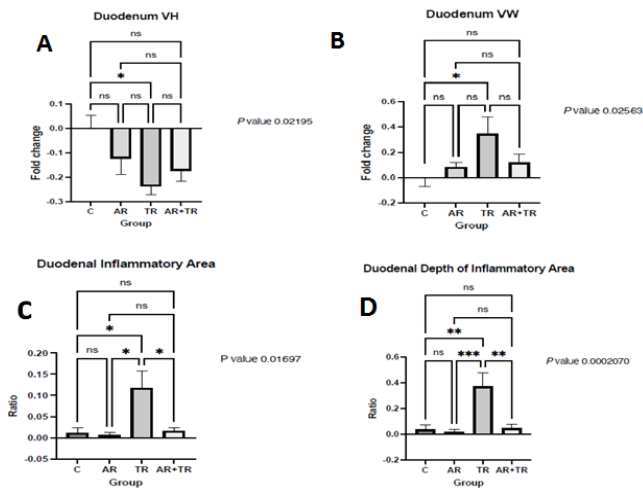 Duodenum VH
A
ns
ns
*
ns
ns
ns
0.1
0.0
-0.1
-0.2
-0.3
Fold change
C AR TR AR+TR
Group
P value 0.02195
Duodenum VW
B
ns
ns
*
ns
ns
ns
0.6
0.4
0.2
0.0
-0.2
Fold change
C AR TR AR+TR
Group
P value 0.02563
Duodenal Inflammatory Area
C
ns
ns
*
ns
*
*
0.20
0.15
0.10
0.05
0.00
-0.05
Ratio
C AR TR AR+TR
Group
P value 0.01697
Duodenal Depth of Inflammatory Area
D
ns
ns
**
ns
***
**
0.6
0.4
0.2
0.0
-0.2
Ratio
C AR TR AR+TR
Group
P value 0.0002070